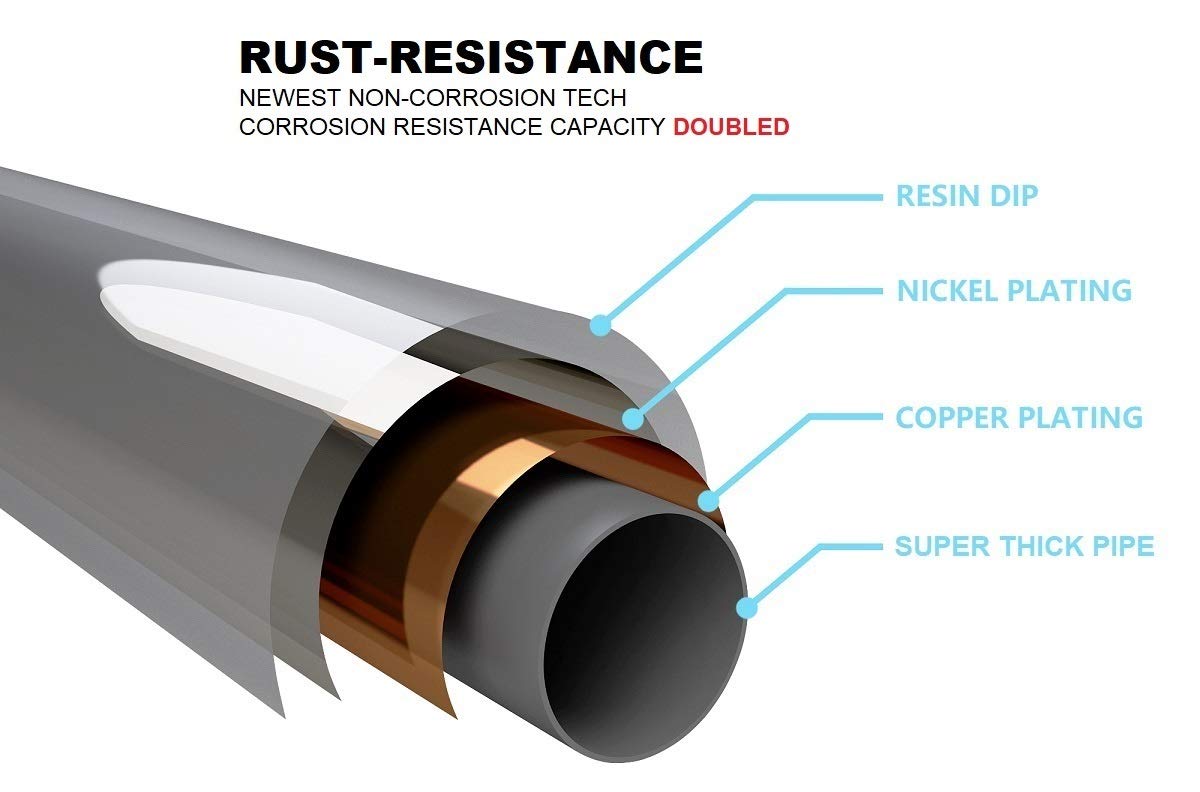 RUST-RESISTANCE
NEWEST NON-CORROSION TECH
CORROSION RESISTANCE CAPACITY DOUBLED
RESIN DIP
NICKEL PLATING
COPPER PLATING
SUPER THICK PIPE